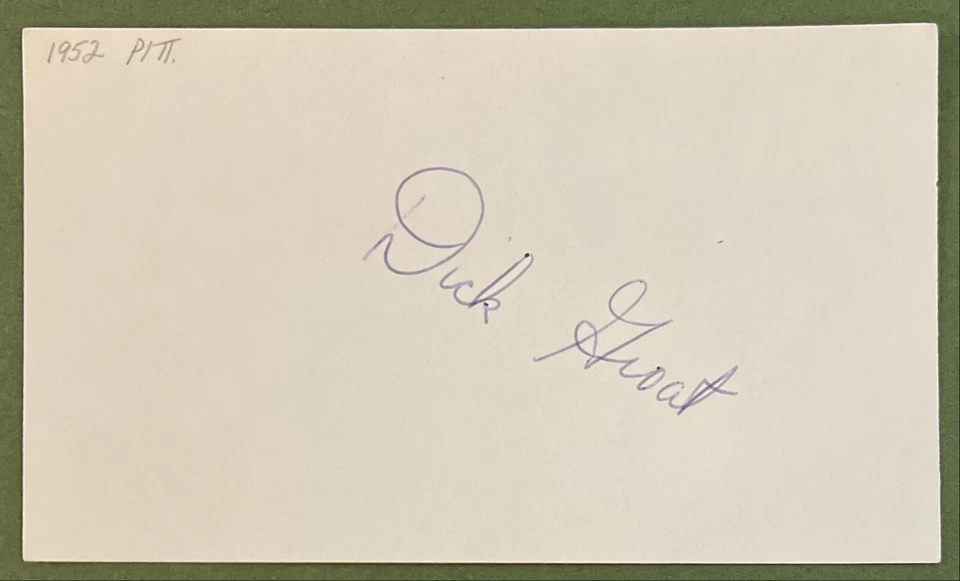 1952 PITT.
Dick Groat